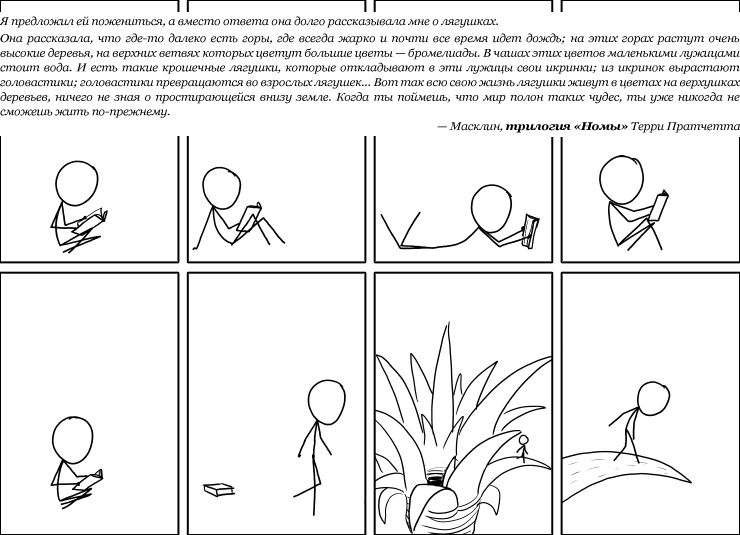 Я предложил ей пожениться, а вместо ответа она долго рассказывала мне о лягушках.
Она рассказала, что где-то далеко есть горы, где всегда жарко и почти все время идет дождь; на этих горах растут очень
высокие деревья, на верхних ветвях которых цветут большие цветы — бромелиады. В чашах этих цветов маленькими лужицами
стоит вода. И есть такие крошечные лягушки, которые откладывают в эти лужицы свои икринки; из икринок вырастают
головастики; головастики превращаются во взрослых лягушек... Вот так всю свою жизнь лягушки живут в цветах на верхушках
деревьев, ничего не зная о простирающейся внизу земле. Когда ты поймешь, что мир полон таких чудес, ты уже никогда не
сможешь жить по-прежнему.
— Масклин, трилогия «Номы» Терри Пратчетта